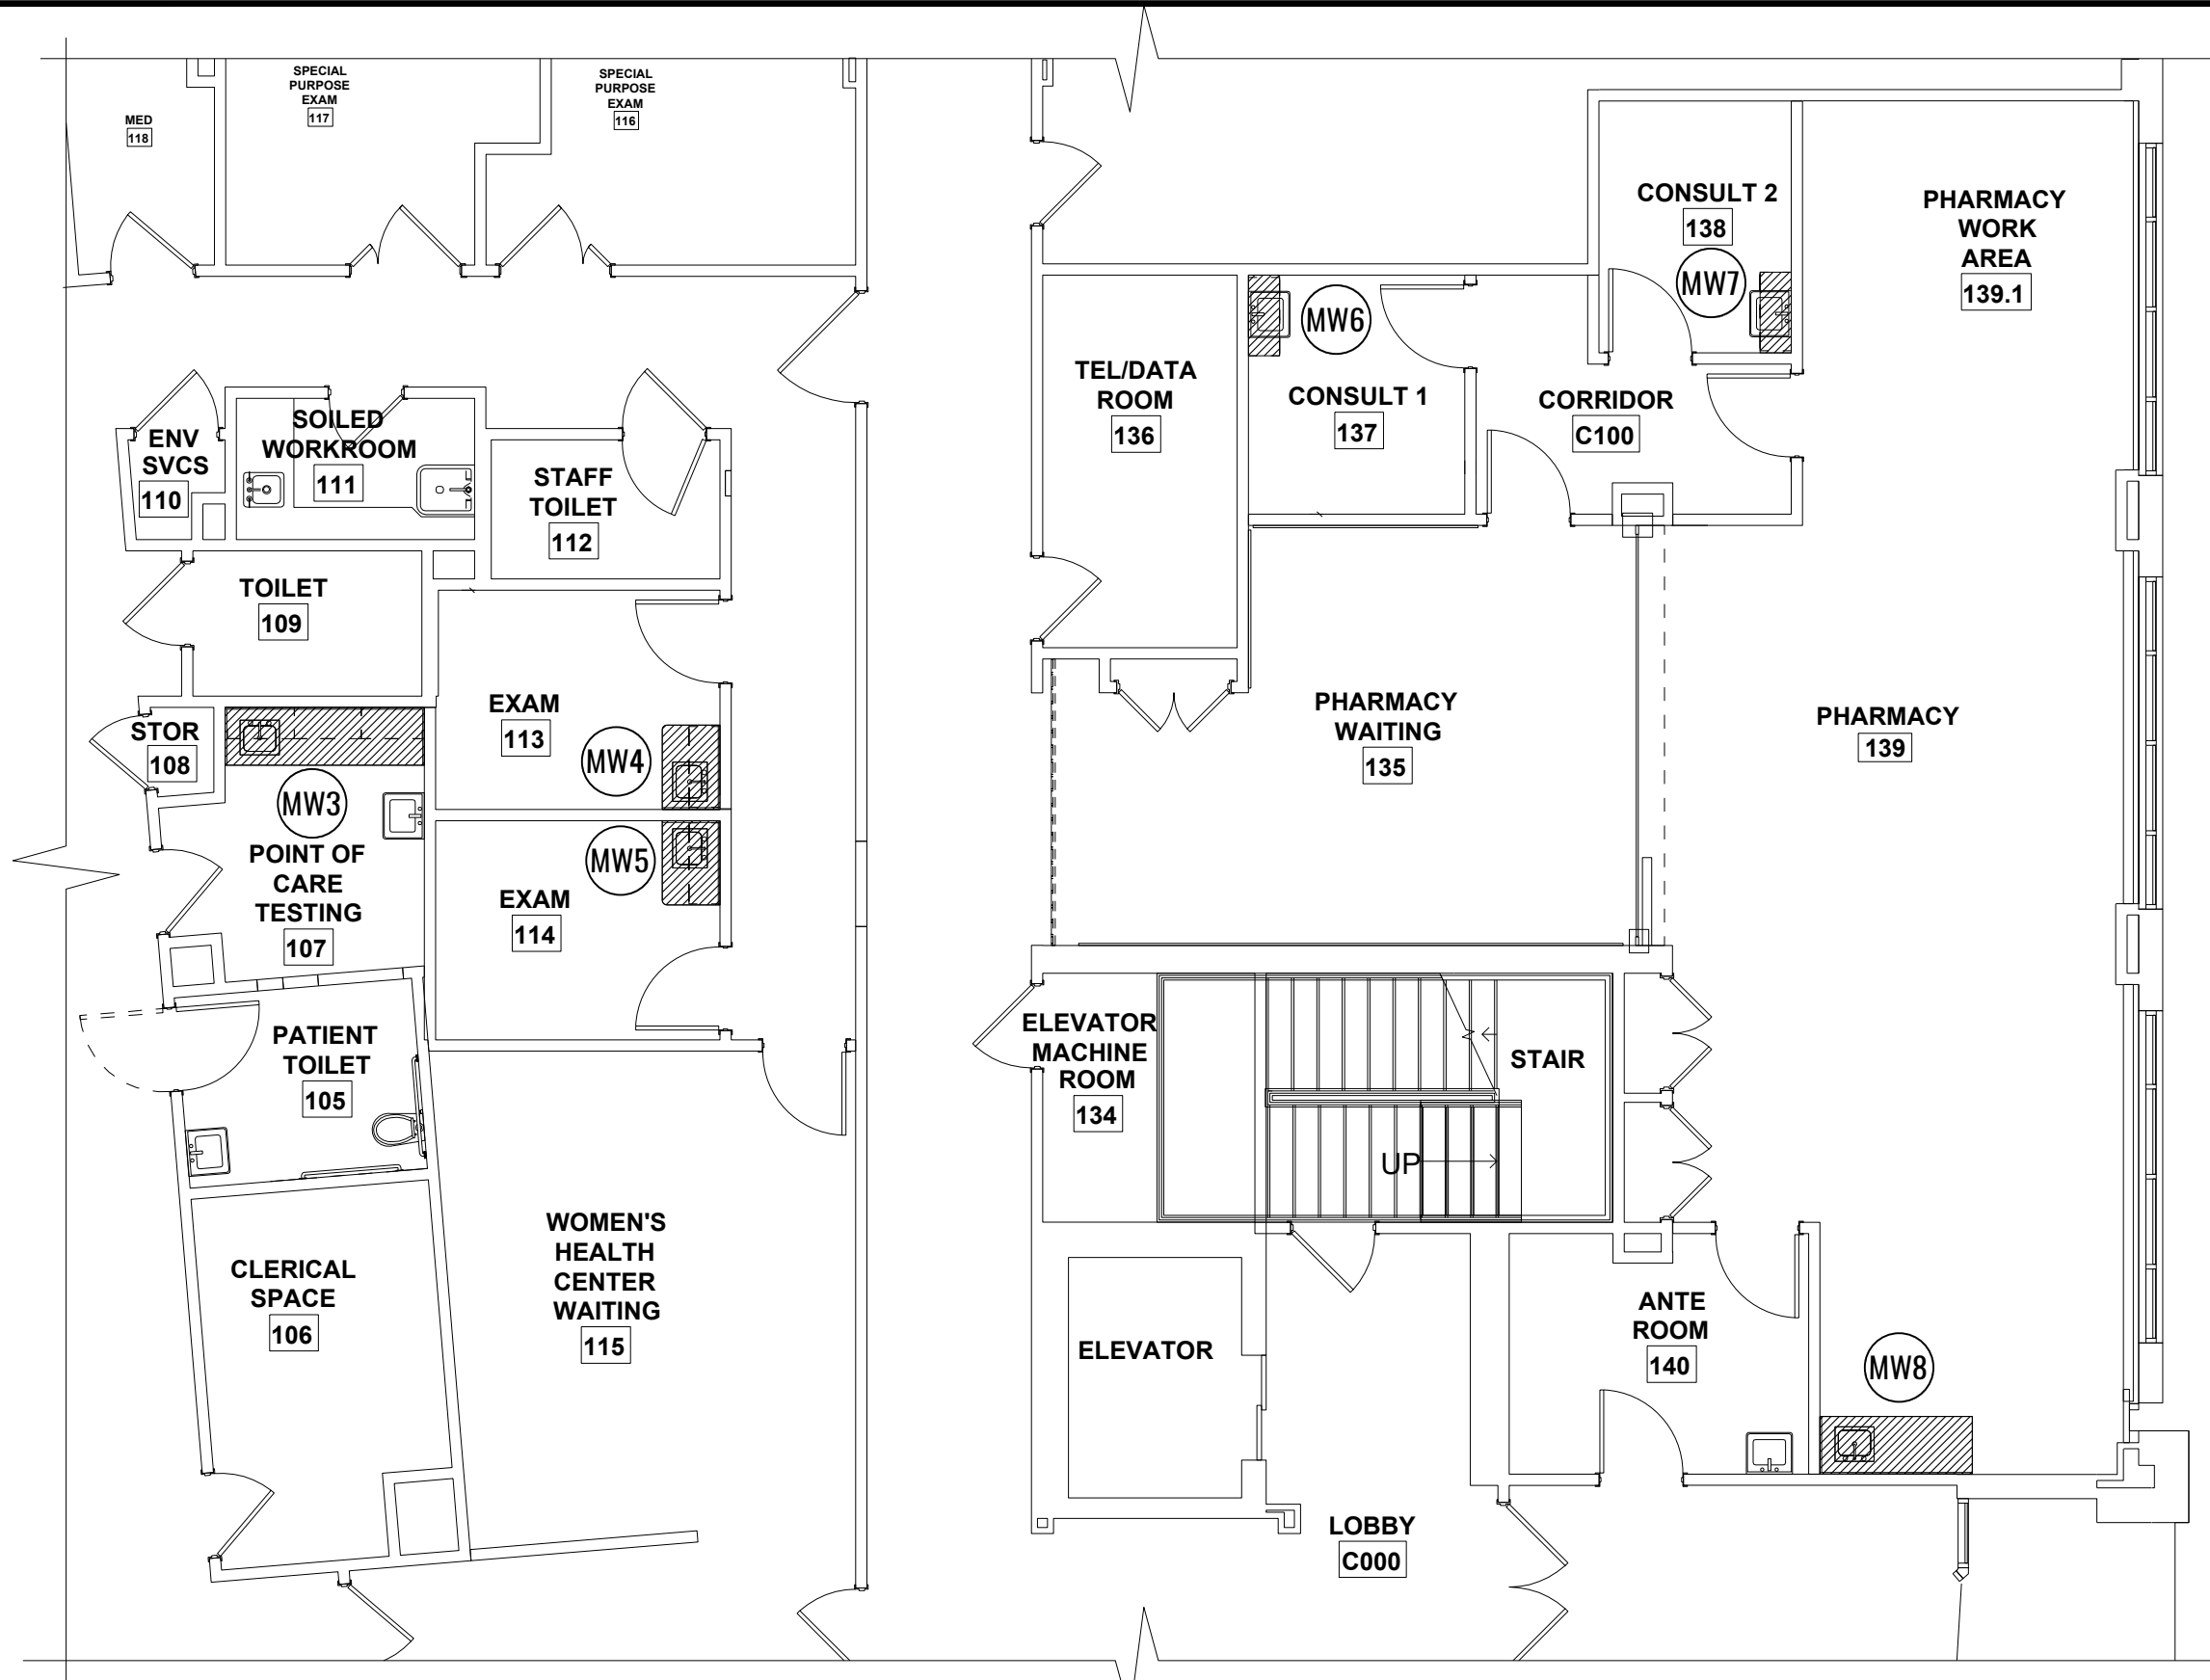 SPECIAL
PURPOSE
EXAM
117
SPECIAL
PURPOSE
EXAM
116
MED
118
CONSULT 2
138
MW7
PHARMACY
WORK
AREA
139.1
MW6
TEL/DATA
ROOM
136
CONSULT 1
137
CORRIDOR
C100
ENV
SVCS
110
SOILED
WORKROOM
111
STAFF
TOILET
112
TOILET
109
EXAM
113
MW4
STOR
108
MW3
POINT OF
CARE
TESTING
107
MW5
EXAM
114
PHARMACY
WAITING
135
PHARMACY
139
PATIENT
TOILET
105
ELEVATOR
MACHINE
ROOM
134
STAIR
UP
CLERICAL
SPACE
106
WOMEN'S
HEALTH
CENTER
WAITING
115
ELEVATOR
ANTE
ROOM
140
MW8
LOBBY
C000